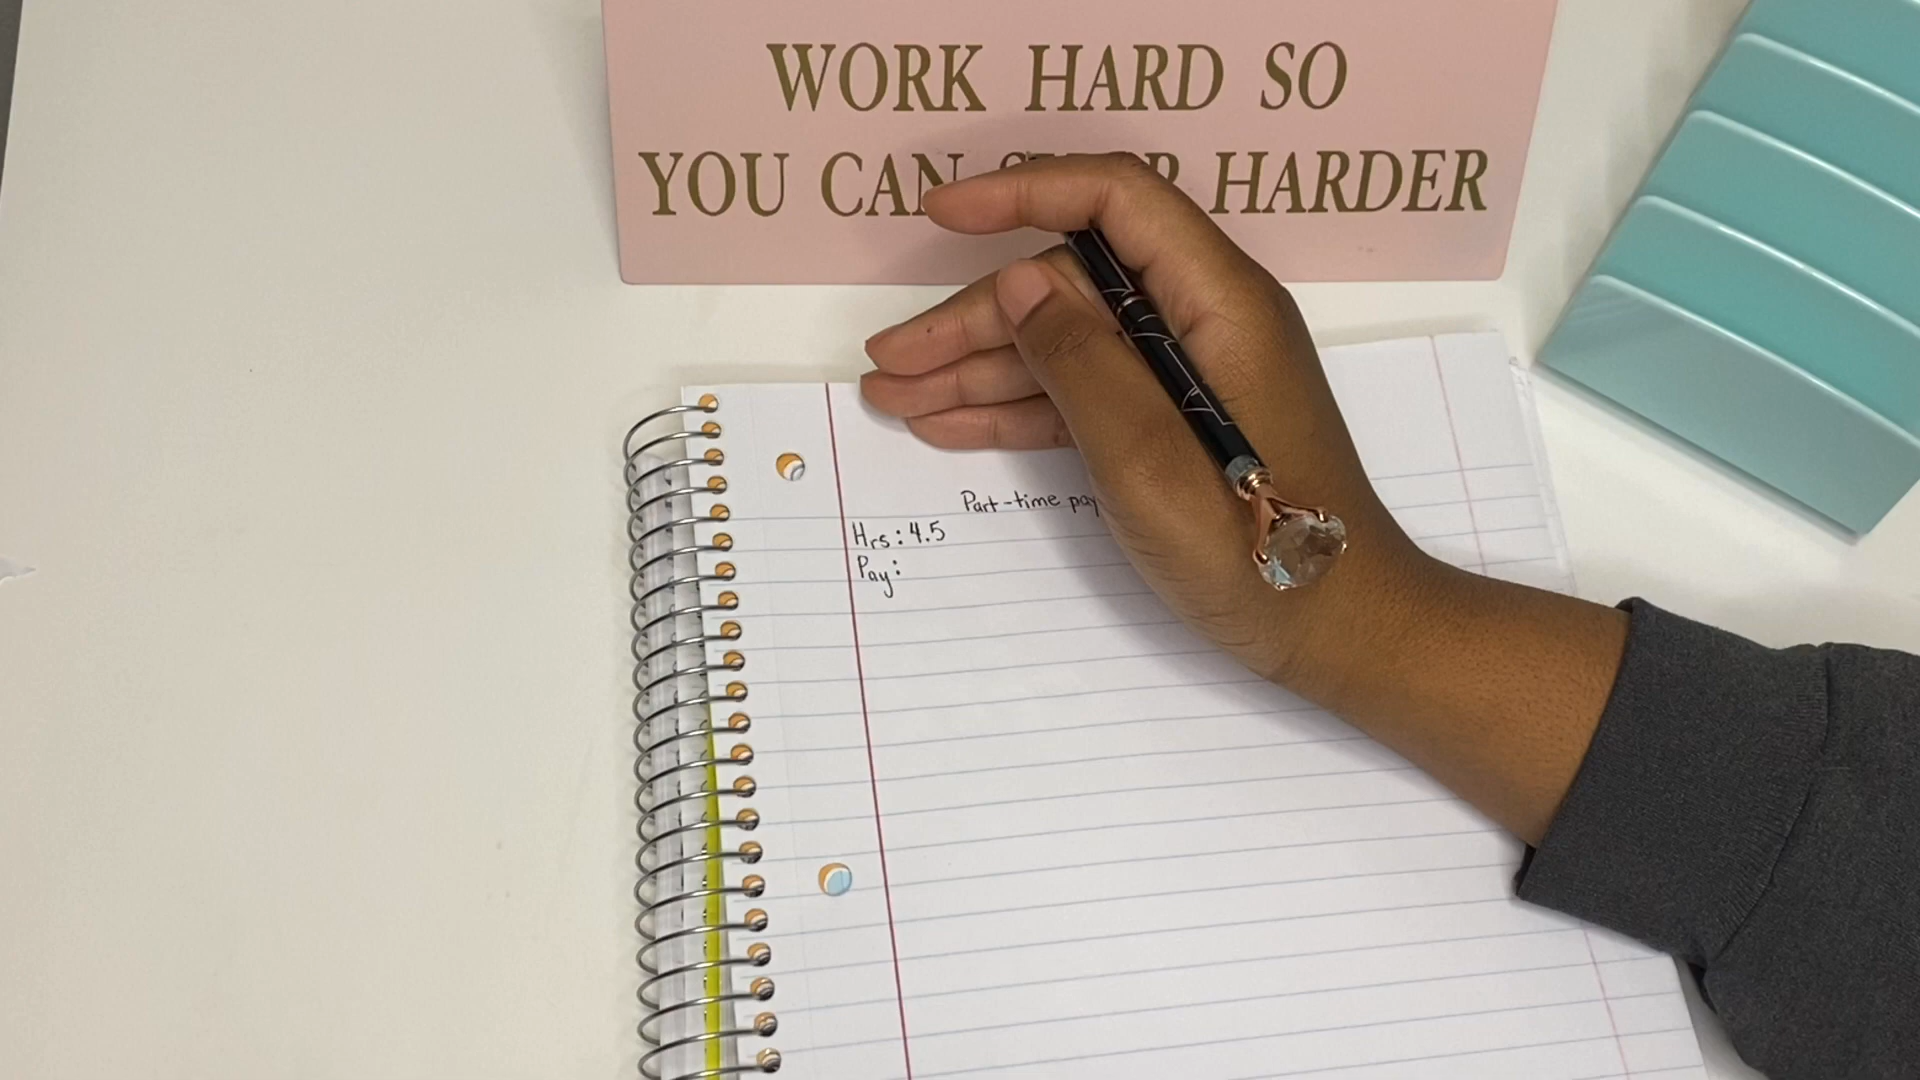 WORK HARD SO
YOU CAN HARDER
Part-time pay
Hrs: 4.5
Pay: